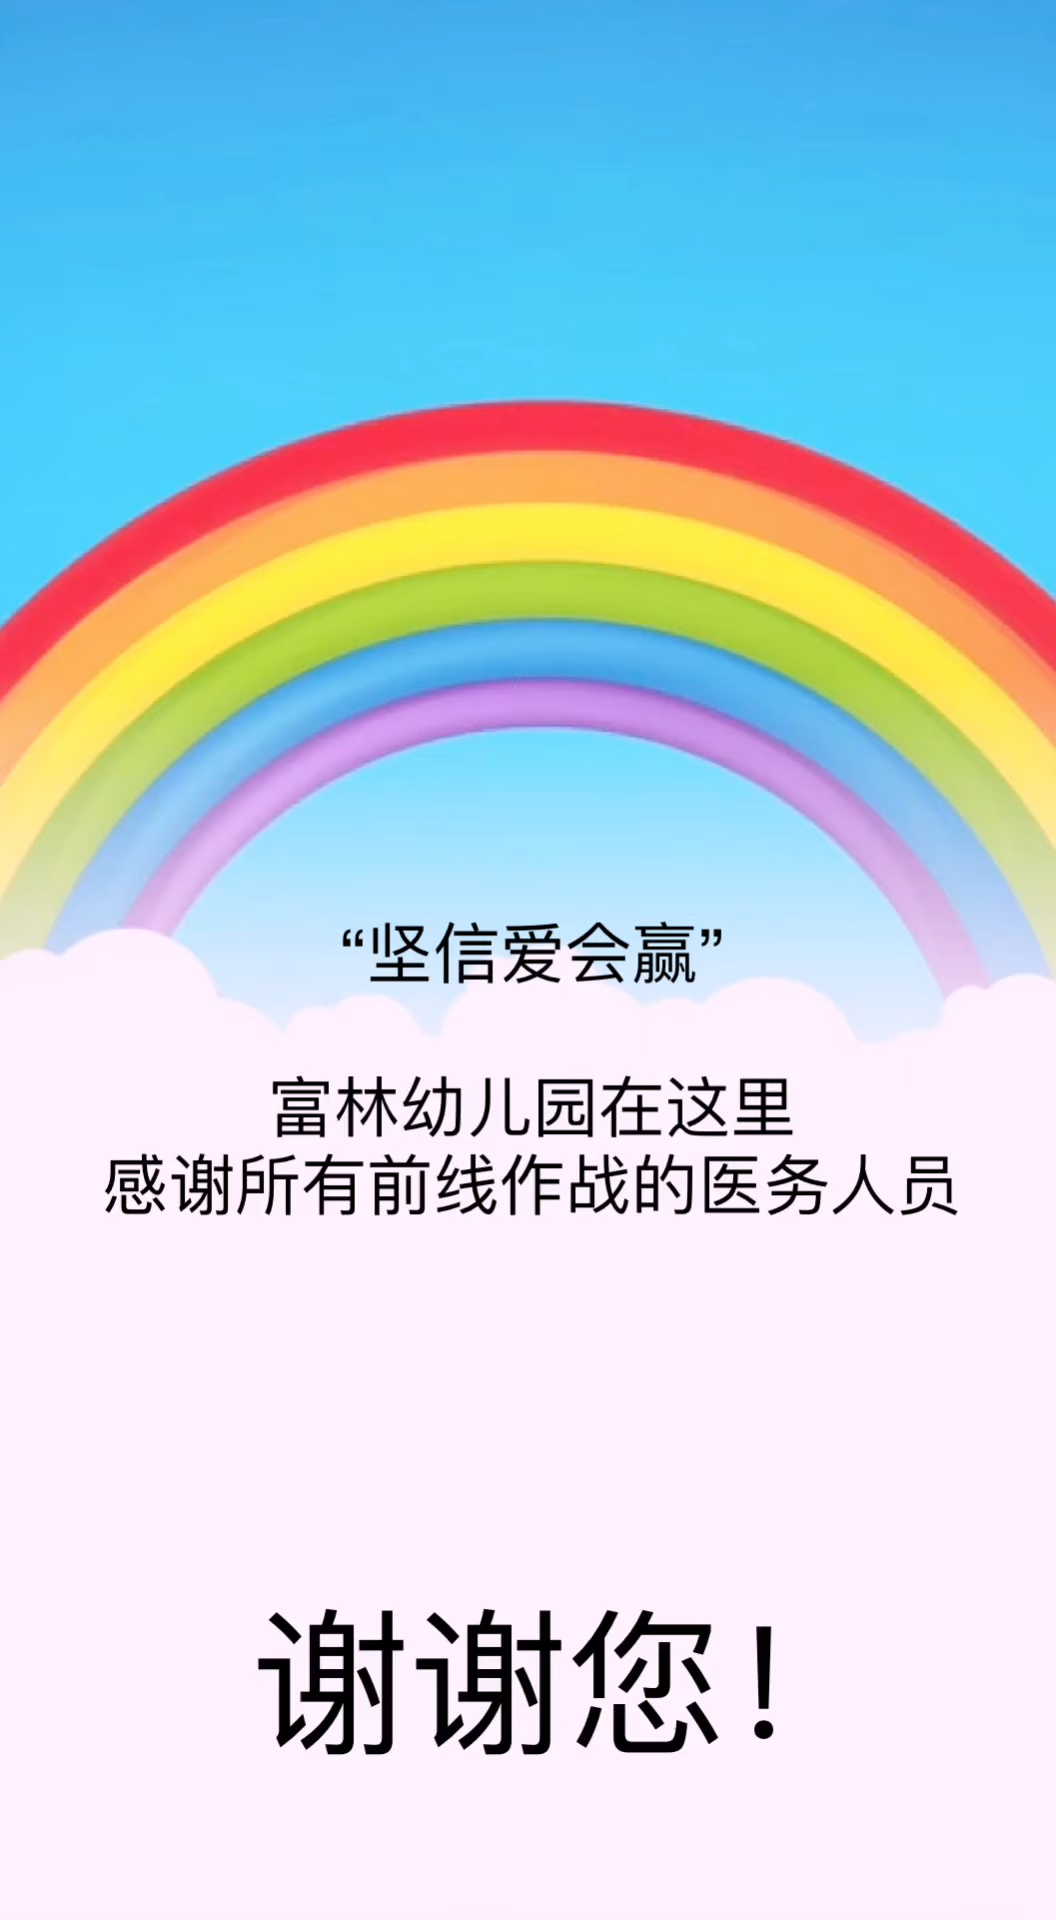 “坚信爱会赢”
富林幼儿园在这里
感谢所有前线作战的医务人员
谢谢您！